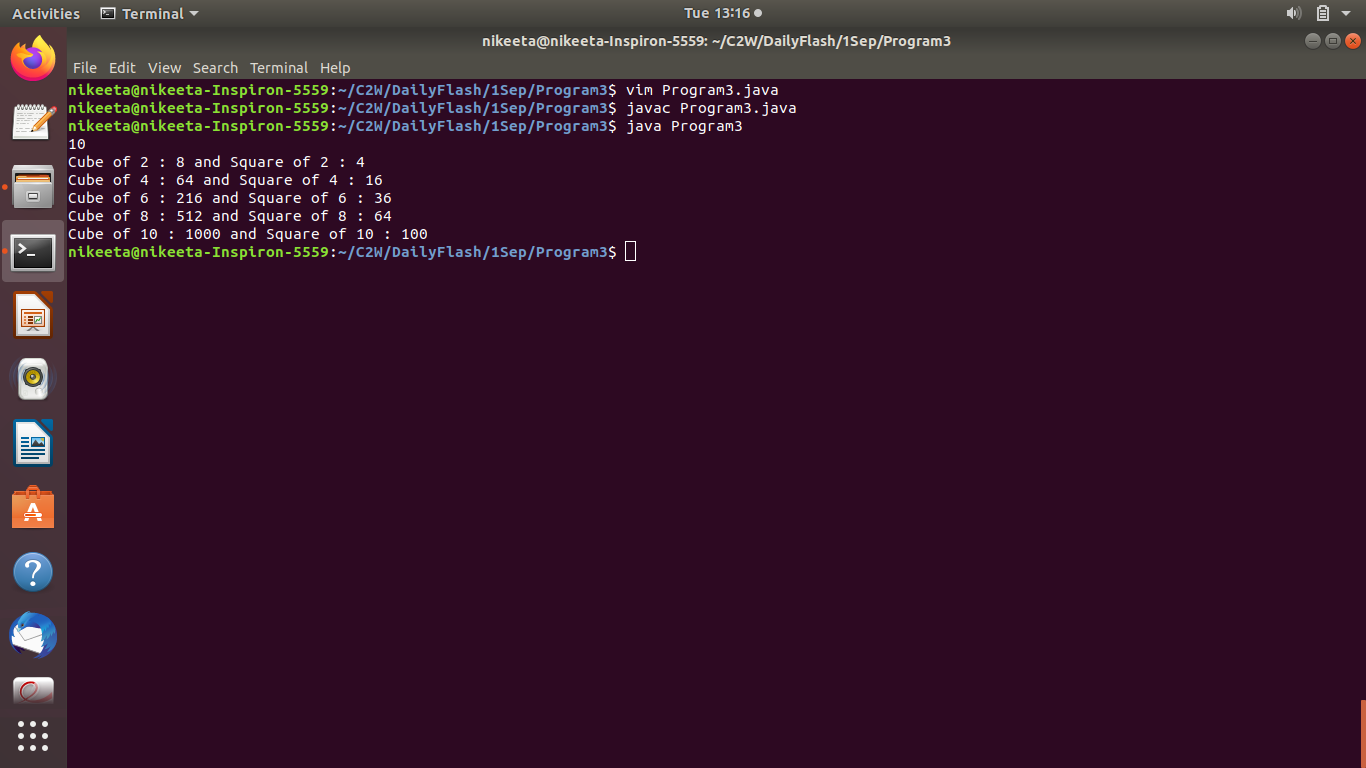 Activities Terminal Tue 13:16
nikeeta@nikeeta-Inspiron-5559: ~/C2W/DailyFlash/1Sep/Program3
File Edit View Search Terminal Help
nikeeta@nikeeta-Inspiron-5559:~/C2W/DailyFlash/1Sep/Program3$ vim Program3.java
nikeeta@nikeeta-Inspiron-5559:~/C2W/DailyFlash/1Sep/Program3$ javac Program3.java
nikeeta@nikeeta-Inspiron-5559:~/C2W/DailyFlash/1Sep/Program3$ java Program3
10
Cube of 2 : 8 and Square of 2 : 4
Cube of 4 : 64 and Square of 4 : 16
Cube of 6 : 216 and Square of 6 : 36
Cube of 8 : 512 and Square of 8 : 64
Cube of 10 : 1000 and Square of 10 : 100
nikeeta@nikeeta-Inspiron-5559:~/C2W/DailyFlash/1Sep/Program3$